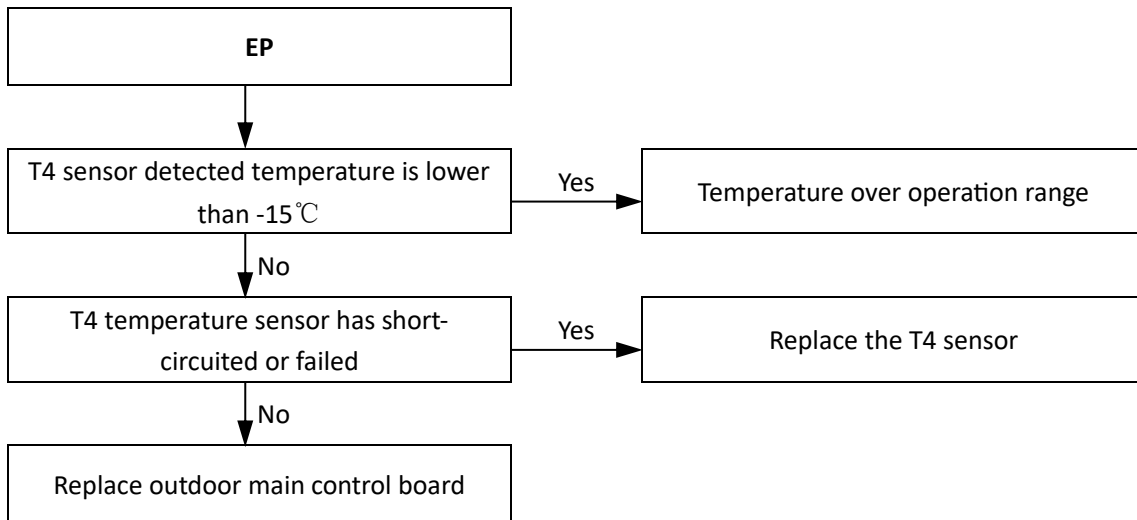 EP
T4 sensor detected temperature is lower
than -15℃
Yes
Temperature over operation range
No
T4 temperature sensor has short-
circuited or failed
Yes
Replace the T4 sensor
No
Replace outdoor main control board